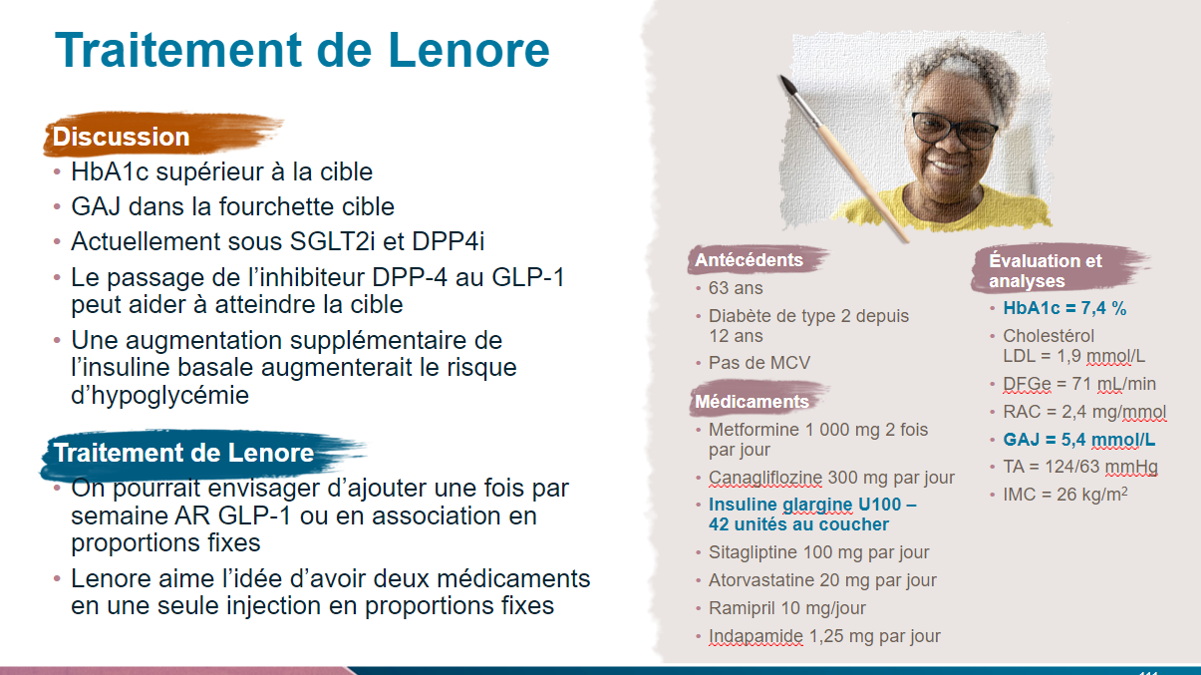 Traitement de Lenore
Discussion
• HbA1c supérieur à la cible
• GAJ dans la fourchette cible
• Actuellement sous SGLT2i et DPP4i
• Le passage de l’inhibiteur DPP-4 au GLP-1
peut aider à atteindre la cible
• Une augmentation supplémentaire de
l’insuline basale augmenterait le risque
d’hypoglycémie
Traitement de Lenore
• On pourrait envisager d’ajouter une fois par
semaine AR GLP-1 ou en association en
proportions fixes
• Lenore aime l’idée d’avoir deux médicaments
en une seule injection en proportions fixes
Antécédents
• 63 ans
• Diabète de type 2 depuis
12 ans
• Pas de MCV
Médicaments
• Metformine 1 000 mg 2 fois
par jour
• Canagliflozine 300 mg par jour
• Insuline glargine U100 –
42 unités au coucher
• Sitagliptine 100 mg par jour
• Atorvastatine 20 mg par jour
• Ramipril 10 mg/jour
• Indapamide 1,25 mg par jour
Évaluation et
analyses
• HbA1c = 7,4 %
• Cholestérol
LDL = 1,9 mmol/L
• DFGe = 71 mL/min
• RAC = 2,4 mg/mmol
• GAJ = 5,4 mmol/L
• TA = 124/63 mmHg
• IMC = 26 kg/m²